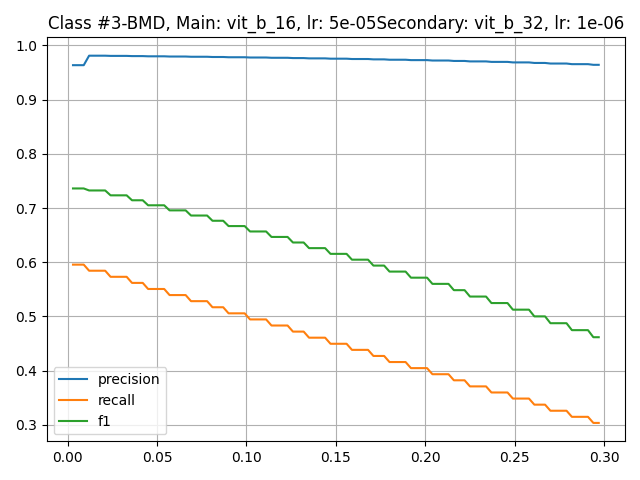 Class #3-BMD, Main: vit_b_16, lr: 5e-05Secondary: vit_b_32, lr: 1e-06
1.0
0.9
0.8
0.7
0.6
0.5
0.4
0.3
precision
recall
f1
0.00 0.05 0.10 0.15 0.20 0.25 0.30